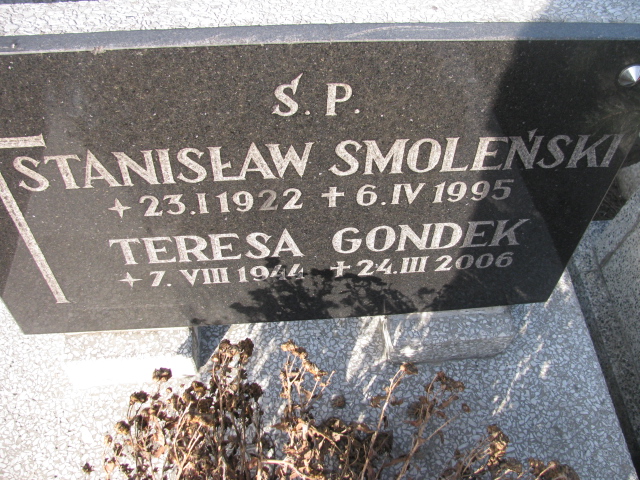 Ś.P.
STANISŁAW SMOLEŃSKI
+23.I 1922 +6.IV 1995
TERESA GONDEK
+7.VIII 1944 +24.III 2006